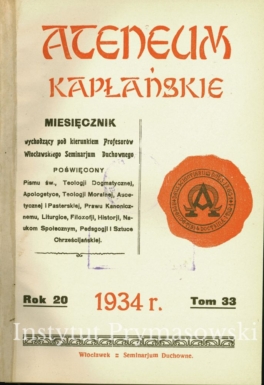 ATENEUM
KAPŁAŃSKIE
MIESIĘCZNIK
wychodzący pod kierunkiem Profesorów
Włocławskiego Seminarjum Duchownego
POŚWIĘCONY
Pismu św., Teologji Dogmatycznej,
Apologetyce, Teologji Moralnej, Asce-
tycznej i Pasterskiej, Prawu Kanonicz-
nemu, Liturgice, Filozofji, Historji, Na-
ukom Społecznym, Pedagogji i Sztuce
Chrześcijańskiej.
Rok 20 1934 r. Tom 33
Instytut Prymasowski
Włocławek Seminarjum Duchowne.